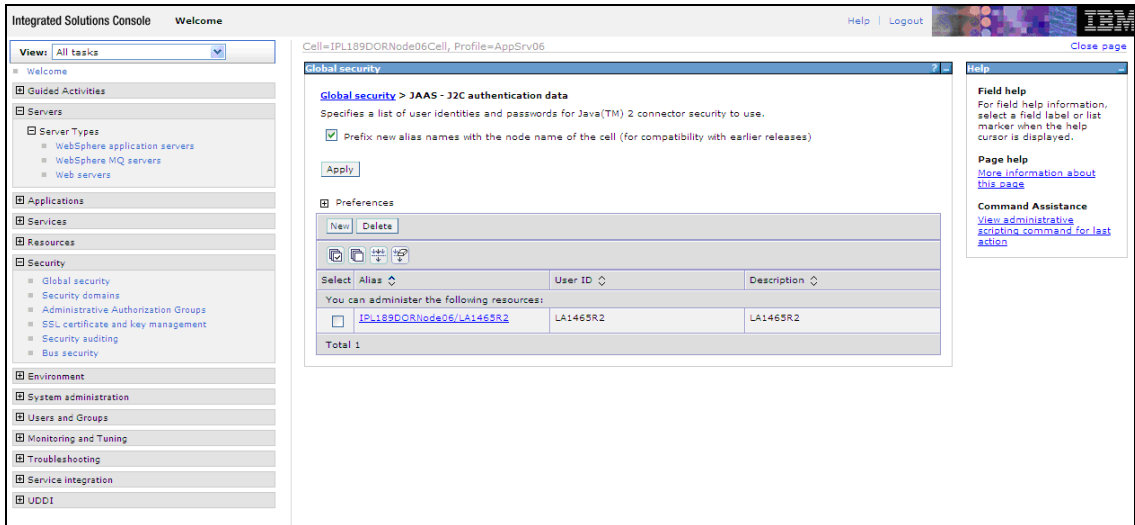 Integrated Solutions Console Welcome Help | Logout IBM
View: All tasks
Cell=IPL189DORNode06Cell, Profile=AppSrv06 Close page
Welcome
Guided Activities
Servers
Server Types
WebSphere application servers
WebSphere MQ servers
Web servers
Applications
Services
Resources
Security
Global security
Security domains
Administrative Authorization Groups
SSL certificate and key management
Security auditing
Bus security
Environment
System administration
Users and Groups
Monitoring and Tuning
Troubleshooting
Service integration
UDDI
Global security ? _
Global security > JAAS - J2C authentication data
Specifies a list of user identities and passwords for Java(TM) 2 connector security to use.
Prefix new alias names with the node name of the cell (for compatibility with earlier releases)
Apply
Preferences
New Delete
Select Alias User ID Description
You can administer the following resources:
IPL189DORNode06/LA1465R2 LA1465R2 LA1465R2
Total 1
Help _
Field help
For field help information,
select a field label or list
marker when the help
cursor is displayed.
Page help
More information about
this page
Command Assistance
View administrative
scripting command for last
action